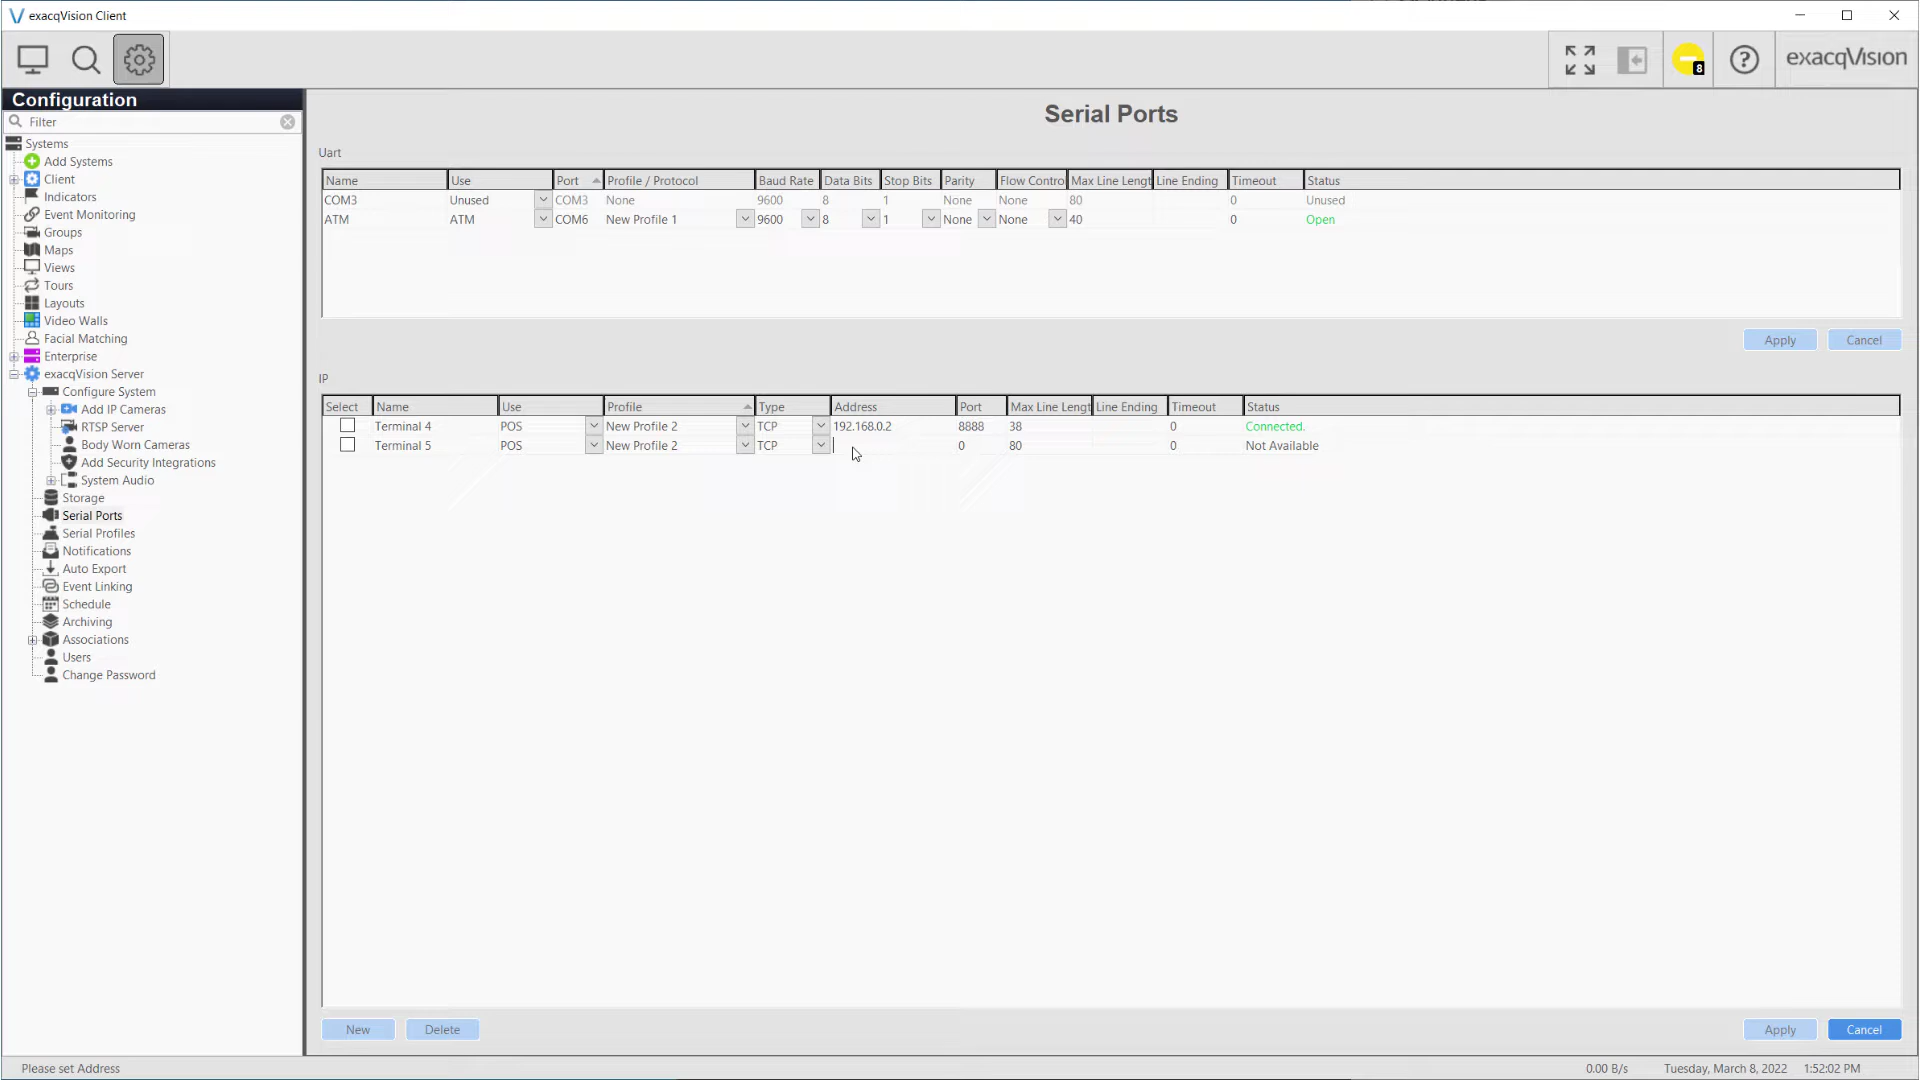 exacqVision Client
8
?
exacqVision
Configuration
Serial Ports
Filter
Systems
Add Systems
Client
Indicators
Event Monitoring
Groups
Maps
Views
Tours
Layouts
Video Walls
Facial Matching
Enterprise
exacqVision Server
Configure System
Add IP Cameras
RTSP Server
Body Worn Cameras
Add Security Integrations
System Audio
Storage
Serial Ports
Serial Profiles
Notifications
Auto Export
Event Linking
Schedule
Archiving
Associations
Users
Change Password
Uart
Name Use Port Profile / Protocol Baud Rate Data Bits Stop Bits Parity Flow Contro Max Line Lengt Line Ending Timeout Status
COM3 Unused COM3 None 9600 8 1 None None 80 0 Unused
ATM ATM COM6 New Profile 1 9600 8 1 None None 40 0 Open
Apply Cancel
IP
Select Name Use Profile Type Address Port Max Line Lengt Line Ending Timeout Status
Terminal 4 POS New Profile 2 TCP 192.168.0.2 8888 38 0 Connected.
Terminal 5 POS New Profile 2 TCP 0 80 0 Not Available
New Delete Apply Cancel
Please set Address 0.00 B/s Tuesday, March 8, 2022 1:52:02 PM